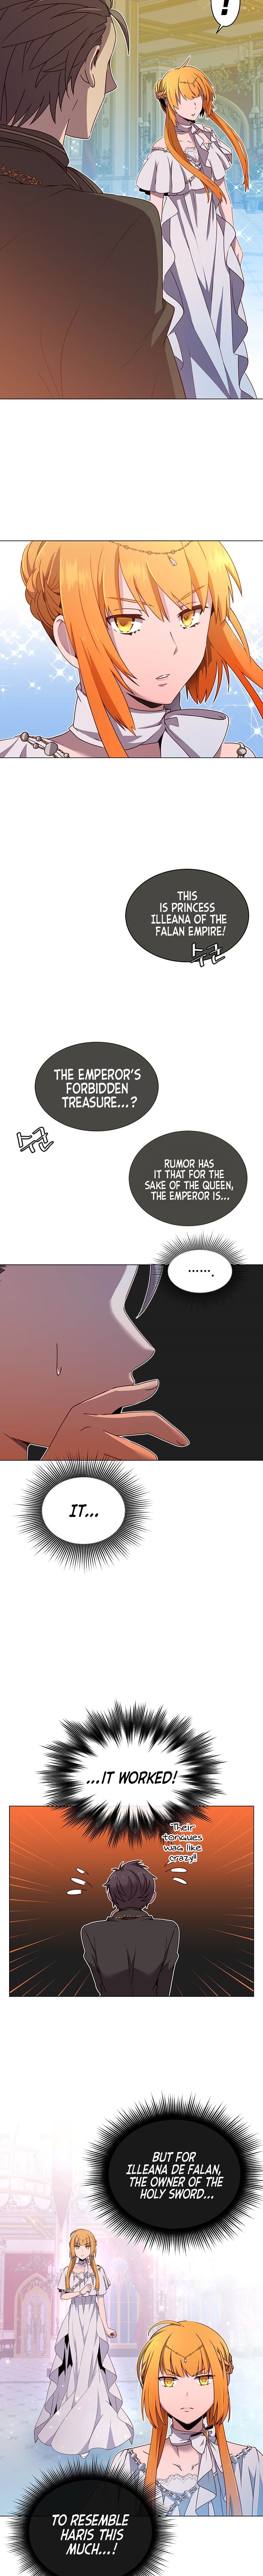 !
THIS
IS PRINCESS
ILLEANA OF THE
FALAN EMPIRE!
수군
THE EMPEROR'S
FORBIDDEN
TREASURE...?
수군
RUMOR HAS
IT THAT FOR THE
SAKE OF THE QUEEN,
THE EMPEROR IS...
.......
IT...
...IT WORKED!
Their
tongues
was like
crazy!!
BUT FOR
ILLEANA DE FALAN,
THE OWNER OF THE
HOLY SWORD...
TO RESEMBLE
HARIS THIS
MUCH...!